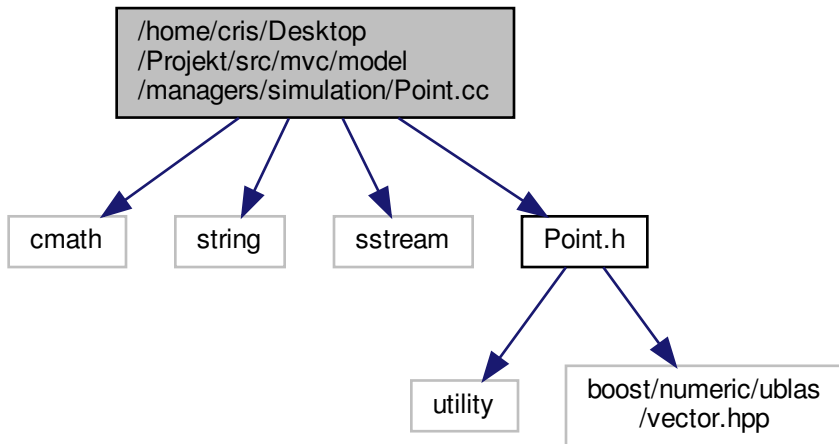 /home/cris/Desktop
/Projekt/src/mvc/model
/managers/simulation/Point.cc
cmath
string
sstream
Point.h
utility
boost/numeric/ublas
/vector.hpp